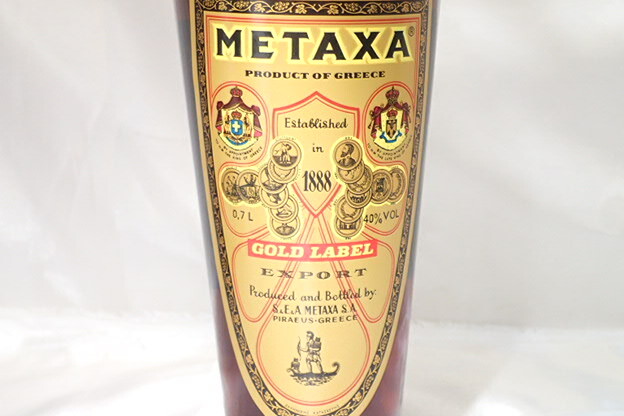 METAXA®
PRODUCT OF GREECE
Established
in
1888
0,7 L
40% VOL
GOLD LABEL
EXPORT
Produced and Bottled by:
S.& E. & A. METAXA S.A.
PIRAEUS-GREECE